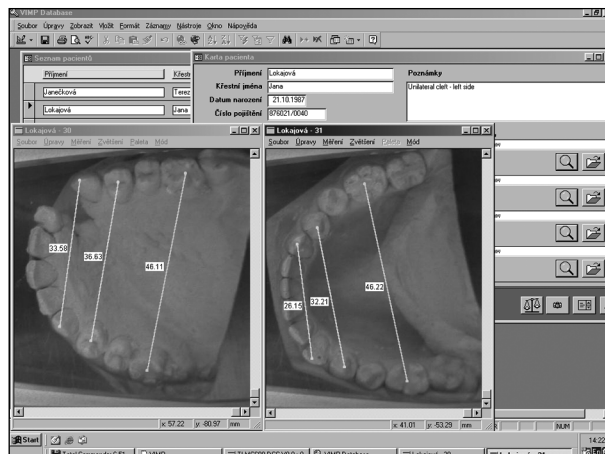 VIMP Database
Soubor Úpravy Zobrazit Vložit Formát Záznamy Nástroje Okno Nápověda
Seznam pacientů
Karta pacienta
Příjmení
Křestní
Janečková
Terez
Lokajová
Jana
Příjmení
Lokajová
Křestní jména
Jana
Datum narození
21.10.1987
Číslo pojištění
876021/0040
Poznámky
Unilateral cleft - left side
Lokajová - 30
Soubor Úpravy Měření Zvětšení Paleta Mód
33.58
36.63
46.11
x: 57.22 y: -80.97 mm
Lokajová - 31
Soubor Úpravy Měření Zvětšení Paleta Mód
26.15
32.21
46.22
x: 41.01 y: -53.29 mm
NUM
Start
14:22